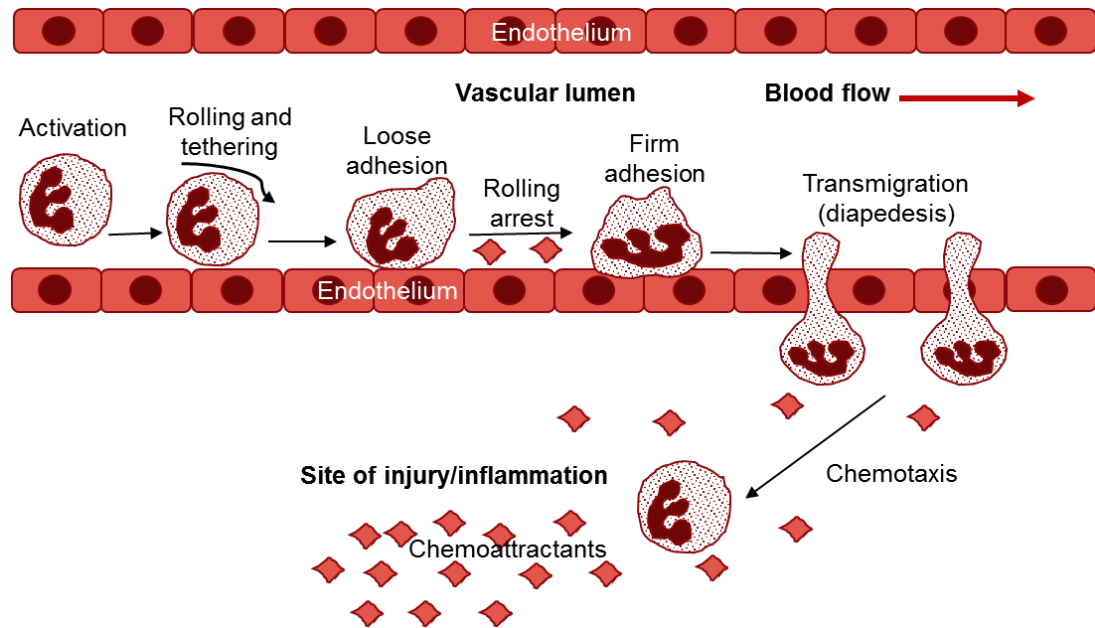 Endothelium
Vascular lumen
Blood flow
Activation
Rolling and
tethering
Loose
adhesion
Rolling
arrest
Firm
adhesion
Transmigration
(diapedesis)
Endothelium
Site of injury/inflammation
Chemotaxis
Chemoattractants